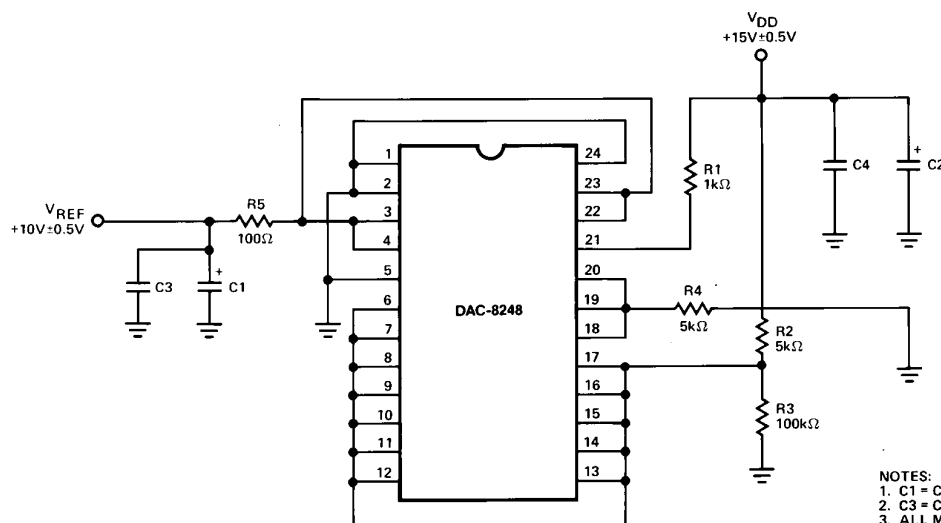 V_DD
+15V±0.5V
1
2
3
4
5
6
7
8
9
10
11
12
24
23
22
21
20
19
18
17
16
15
14
13
DAC-8248
V_REF
+10V±0.5V
R5
100Ω
C3
+
C1
R1
1kΩ
C4
+
C2
R4
5kΩ
R2
5kΩ
R3
100kΩ
NOTES:
1. C1 = C
2. C3 = C
3. ALL M